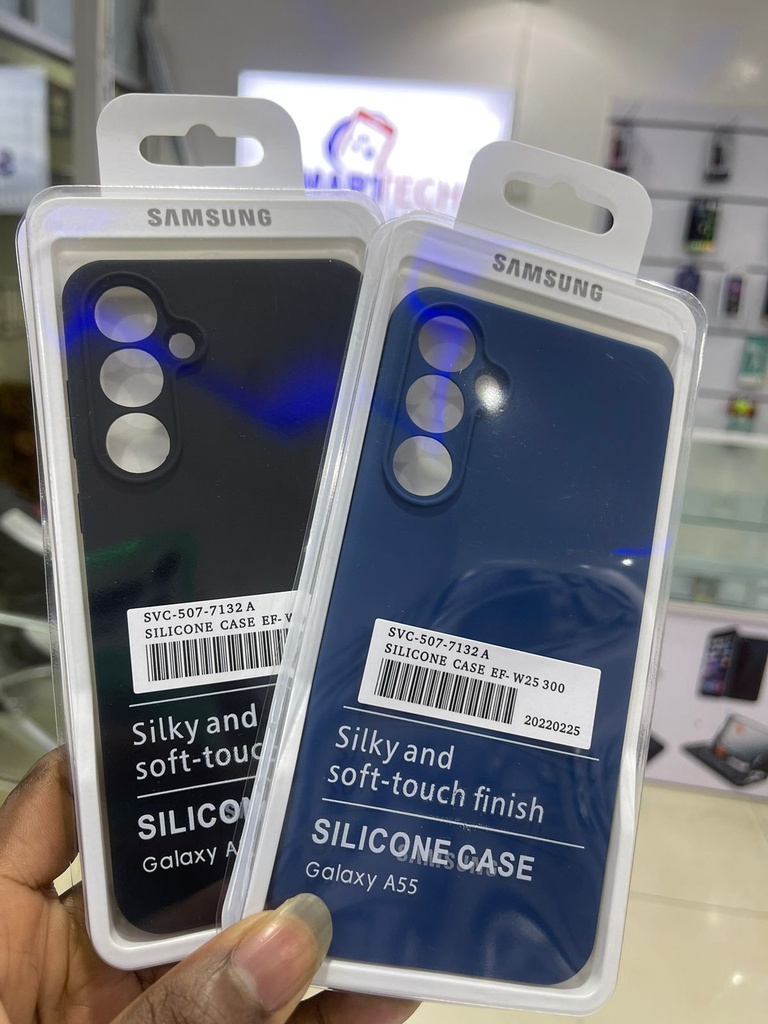 SAMSUNG
SVC-507-7132 A
SILICONE CASE EF-W
Silky and
soft-touc
SILICO
Galaxy A
SAMSUNG
SVC-507-7132 A
SILICONE CASE EF-W25 300
20220225
Silky and
soft-touch finish
SILICONE CASE
SAMSUNG
Galaxy A55